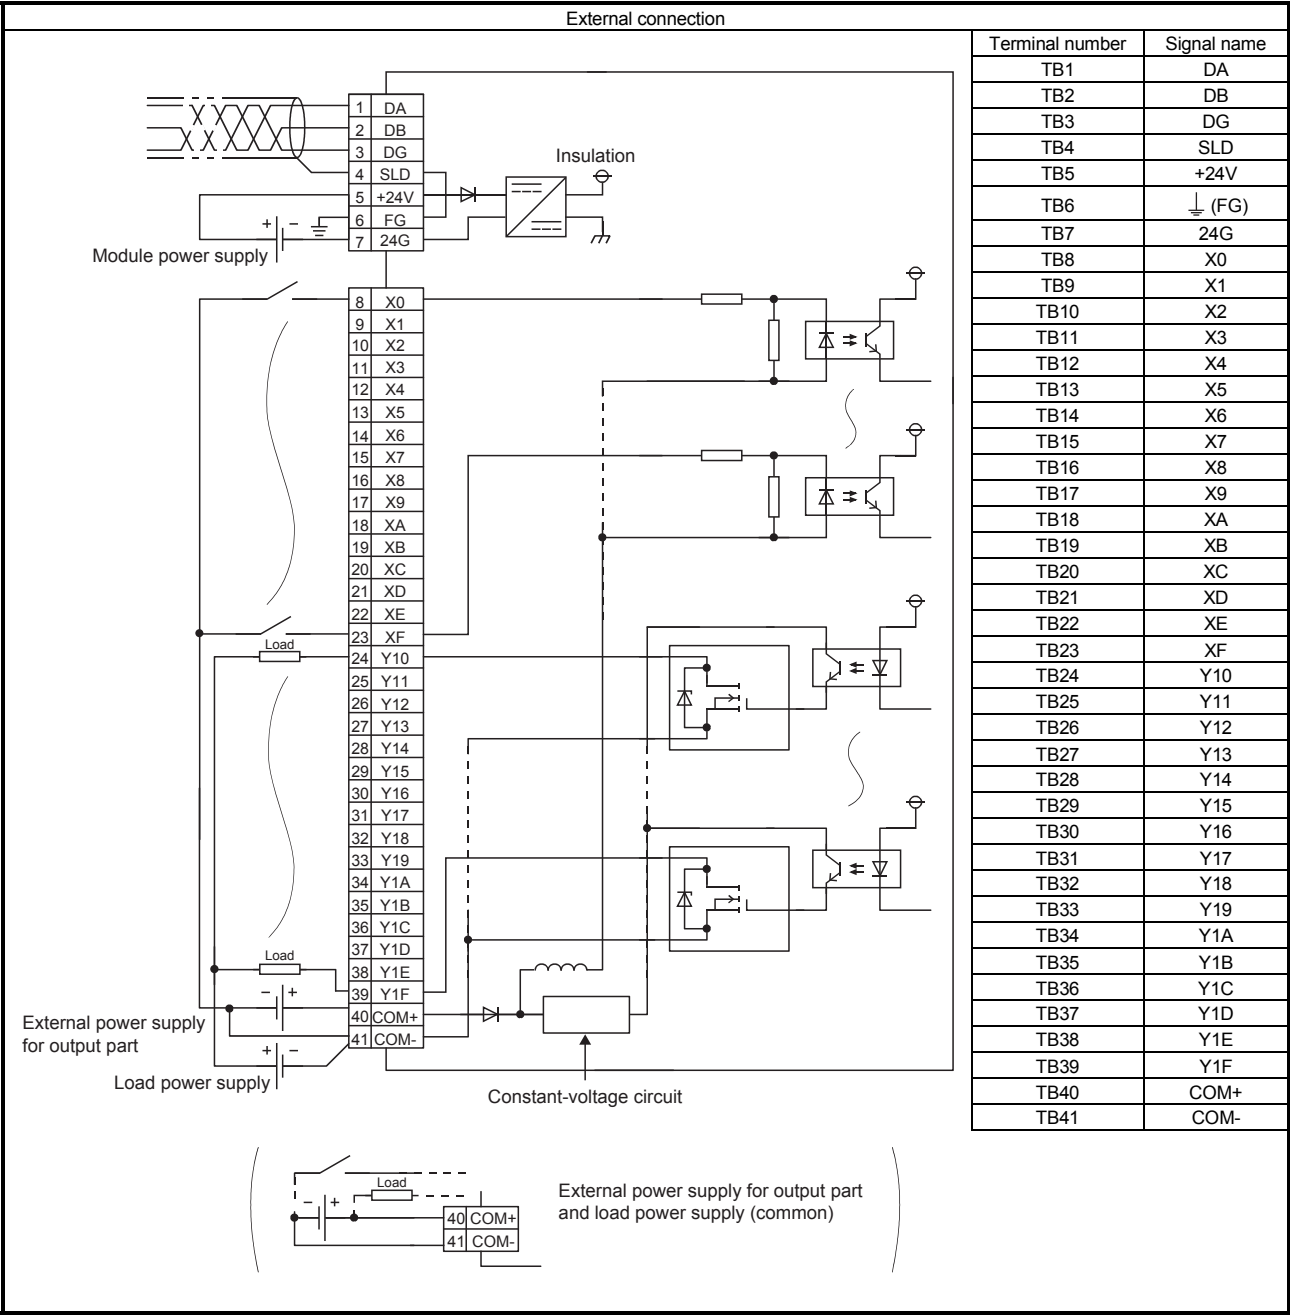 External connection
1 DA
2 DB
3 DG
4 SLD
5 +24V
6 FG
7 24G
Insulation
+ −
Module power supply
8 X0
9 X1
10 X2
11 X3
12 X4
13 X5
14 X6
15 X7
16 X8
17 X9
18 XA
19 XB
20 XC
21 XD
22 XE
23 XF
Load
24 Y10
25 Y11
26 Y12
27 Y13
28 Y14
29 Y15
30 Y16
31 Y17
32 Y18
33 Y19
34 Y1A
35 Y1B
36 Y1C
37 Y1D
Load
38 Y1E
39 Y1F
− +
40 COM+
41 COM-
External power supply
for output part
+ −
Load power supply
Constant-voltage circuit
Load
− +
40 COM+
41 COM-
External power supply for output part
and load power supply (common)
Terminal number Signal name
TB1 DA
TB2 DB
TB3 DG
TB4 SLD
TB5 +24V
TB6 (FG)
TB7 24G
TB8 X0
TB9 X1
TB10 X2
TB11 X3
TB12 X4
TB13 X5
TB14 X6
TB15 X7
TB16 X8
TB17 X9
TB18 XA
TB19 XB
TB20 XC
TB21 XD
TB22 XE
TB23 XF
TB24 Y10
TB25 Y11
TB26 Y12
TB27 Y13
TB28 Y14
TB29 Y15
TB30 Y16
TB31 Y17
TB32 Y18
TB33 Y19
TB34 Y1A
TB35 Y1B
TB36 Y1C
TB37 Y1D
TB38 Y1E
TB39 Y1F
TB40 COM+
TB41 COM-